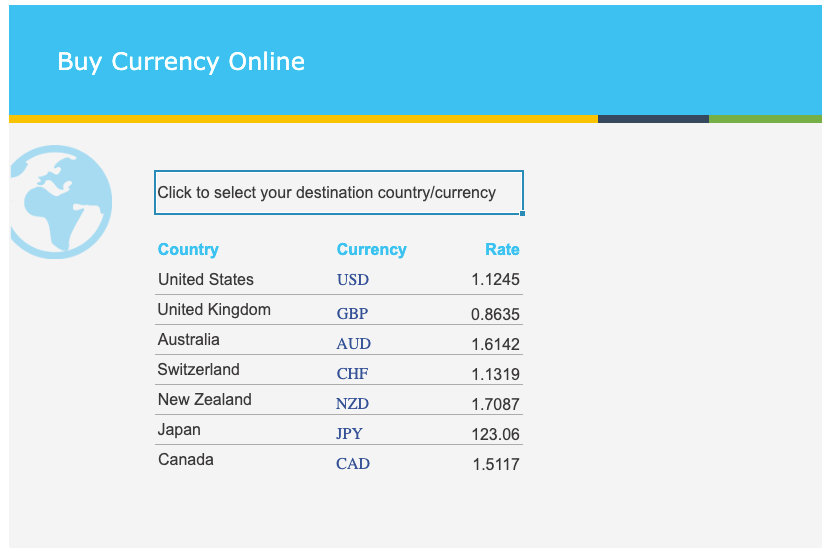 Buy Currency Online
Click to select your destination country/currency
Country Currency Rate
United States USD 1.1245
United Kingdom GBP 0.8635
Australia AUD 1.6142
Switzerland CHF 1.1319
New Zealand NZD 1.7087
Japan JPY 123.06
Canada CAD 1.5117